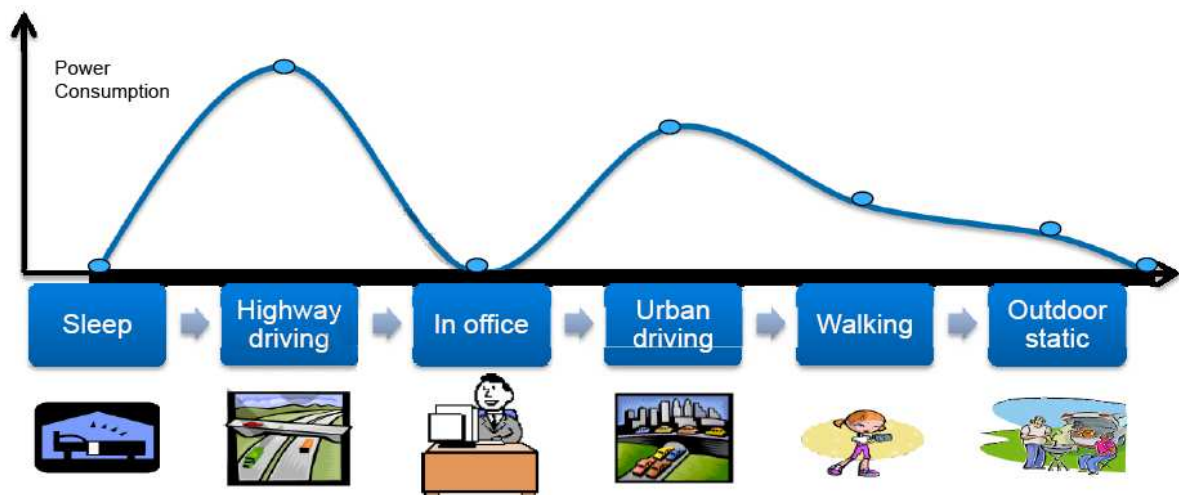 Power
Consumption
Sleep
Highway
driving
In office
Urban
driving
Walking
Outdoor
static